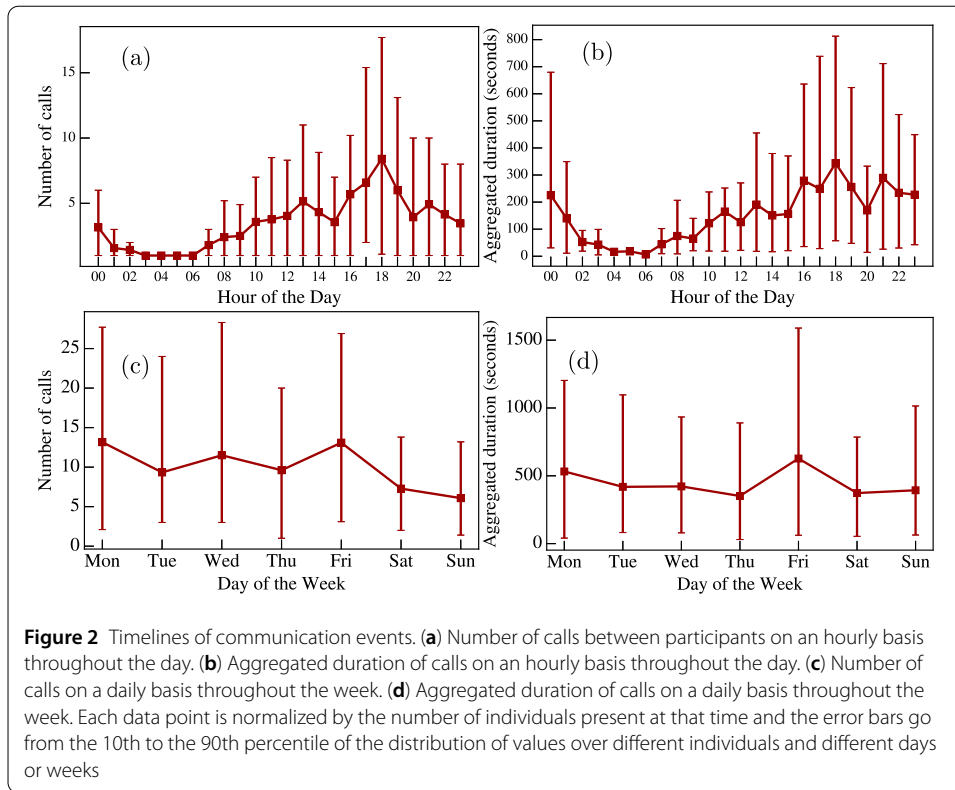 (a)
Number of calls
15
10
5
00 02 04 06 08 10 12 14 16 18 20 22
Hour of the Day
(b)
Aggregated duration (seconds)
800
700
600
500
400
300
200
100
0
00 02 04 06 08 10 12 14 16 18 20 22
Hour of the Day
(c)
Number of calls
25
20
15
10
5
0
Mon Tue Wed Thu Fri Sat Sun
Day of the Week
(d)
Aggregated duration (seconds)
1500
1000
500
0
Mon Tue Wed Thu Fri Sat Sun
Day of the Week
Figure 2 Timelines of communication events. (a) Number of calls between participants on an hourly basis
throughout the day. (b) Aggregated duration of calls on an hourly basis throughout the day. (c) Number of
calls on a daily basis throughout the week. (d) Aggregated duration of calls on a daily basis throughout the
week. Each data point is normalized by the number of individuals present at that time and the error bars go
from the 10th to the 90th percentile of the distribution of values over different individuals and different days
or weeks